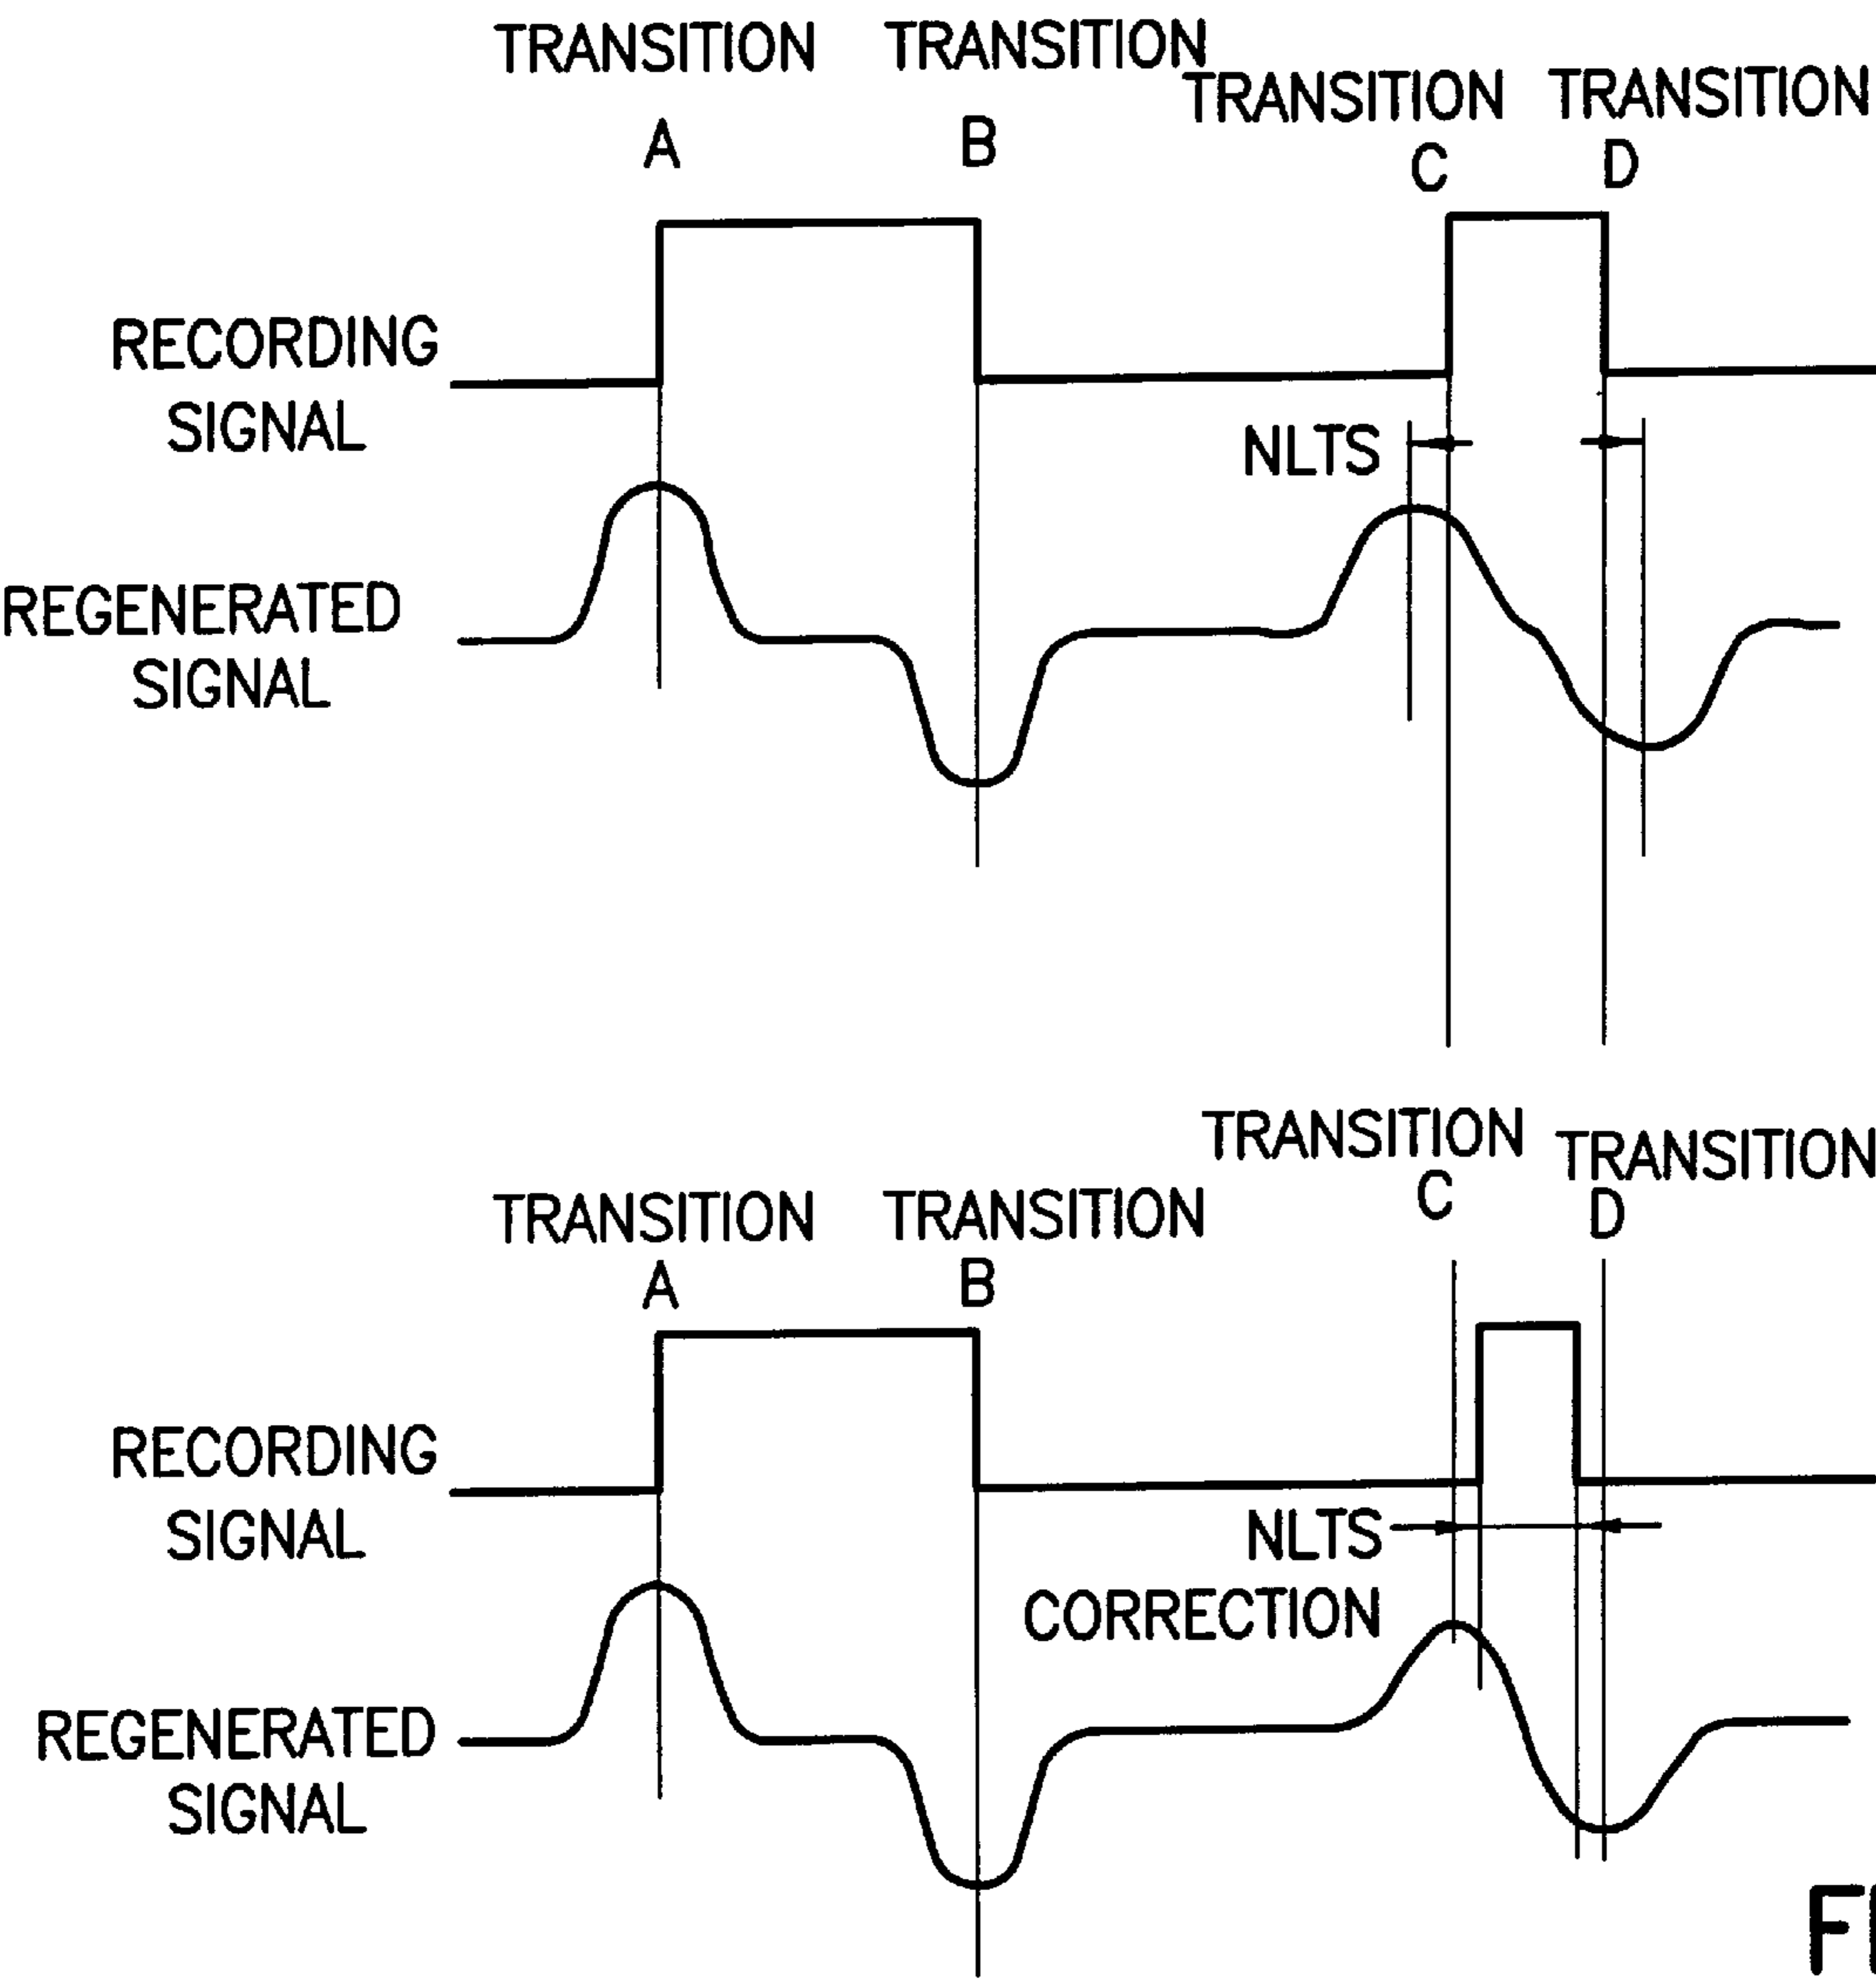 TRANSITION TRANSITION
TRANSITION TRANSITION
A B
C D
RECORDING
SIGNAL
NLTS
REGENERATED
SIGNAL
TRANSITION TRANSITION
C D
TRANSITION TRANSITION
A B
RECORDING
SIGNAL
NLTS
CORRECTION
REGENERATED
SIGNAL